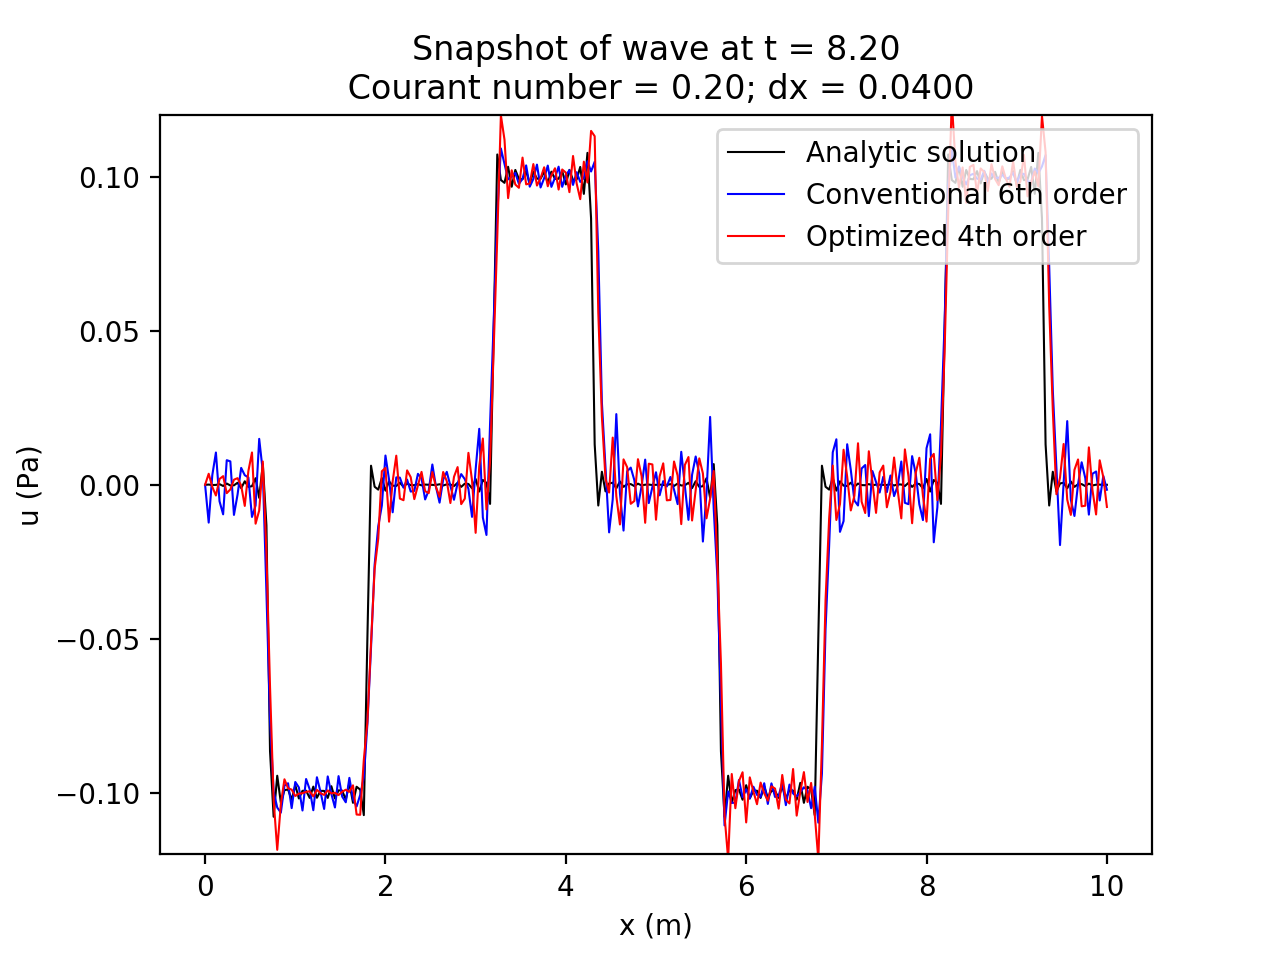 Snapshot of wave at t = 8.20
Courant number = 0.20; dx = 0.0400
Analytic solution
Conventional 6th order
Optimized 4th order
0.10
0.05
0.00
−0.05
−0.10
u (Pa)
0 2 4 6 8 10
x (m)